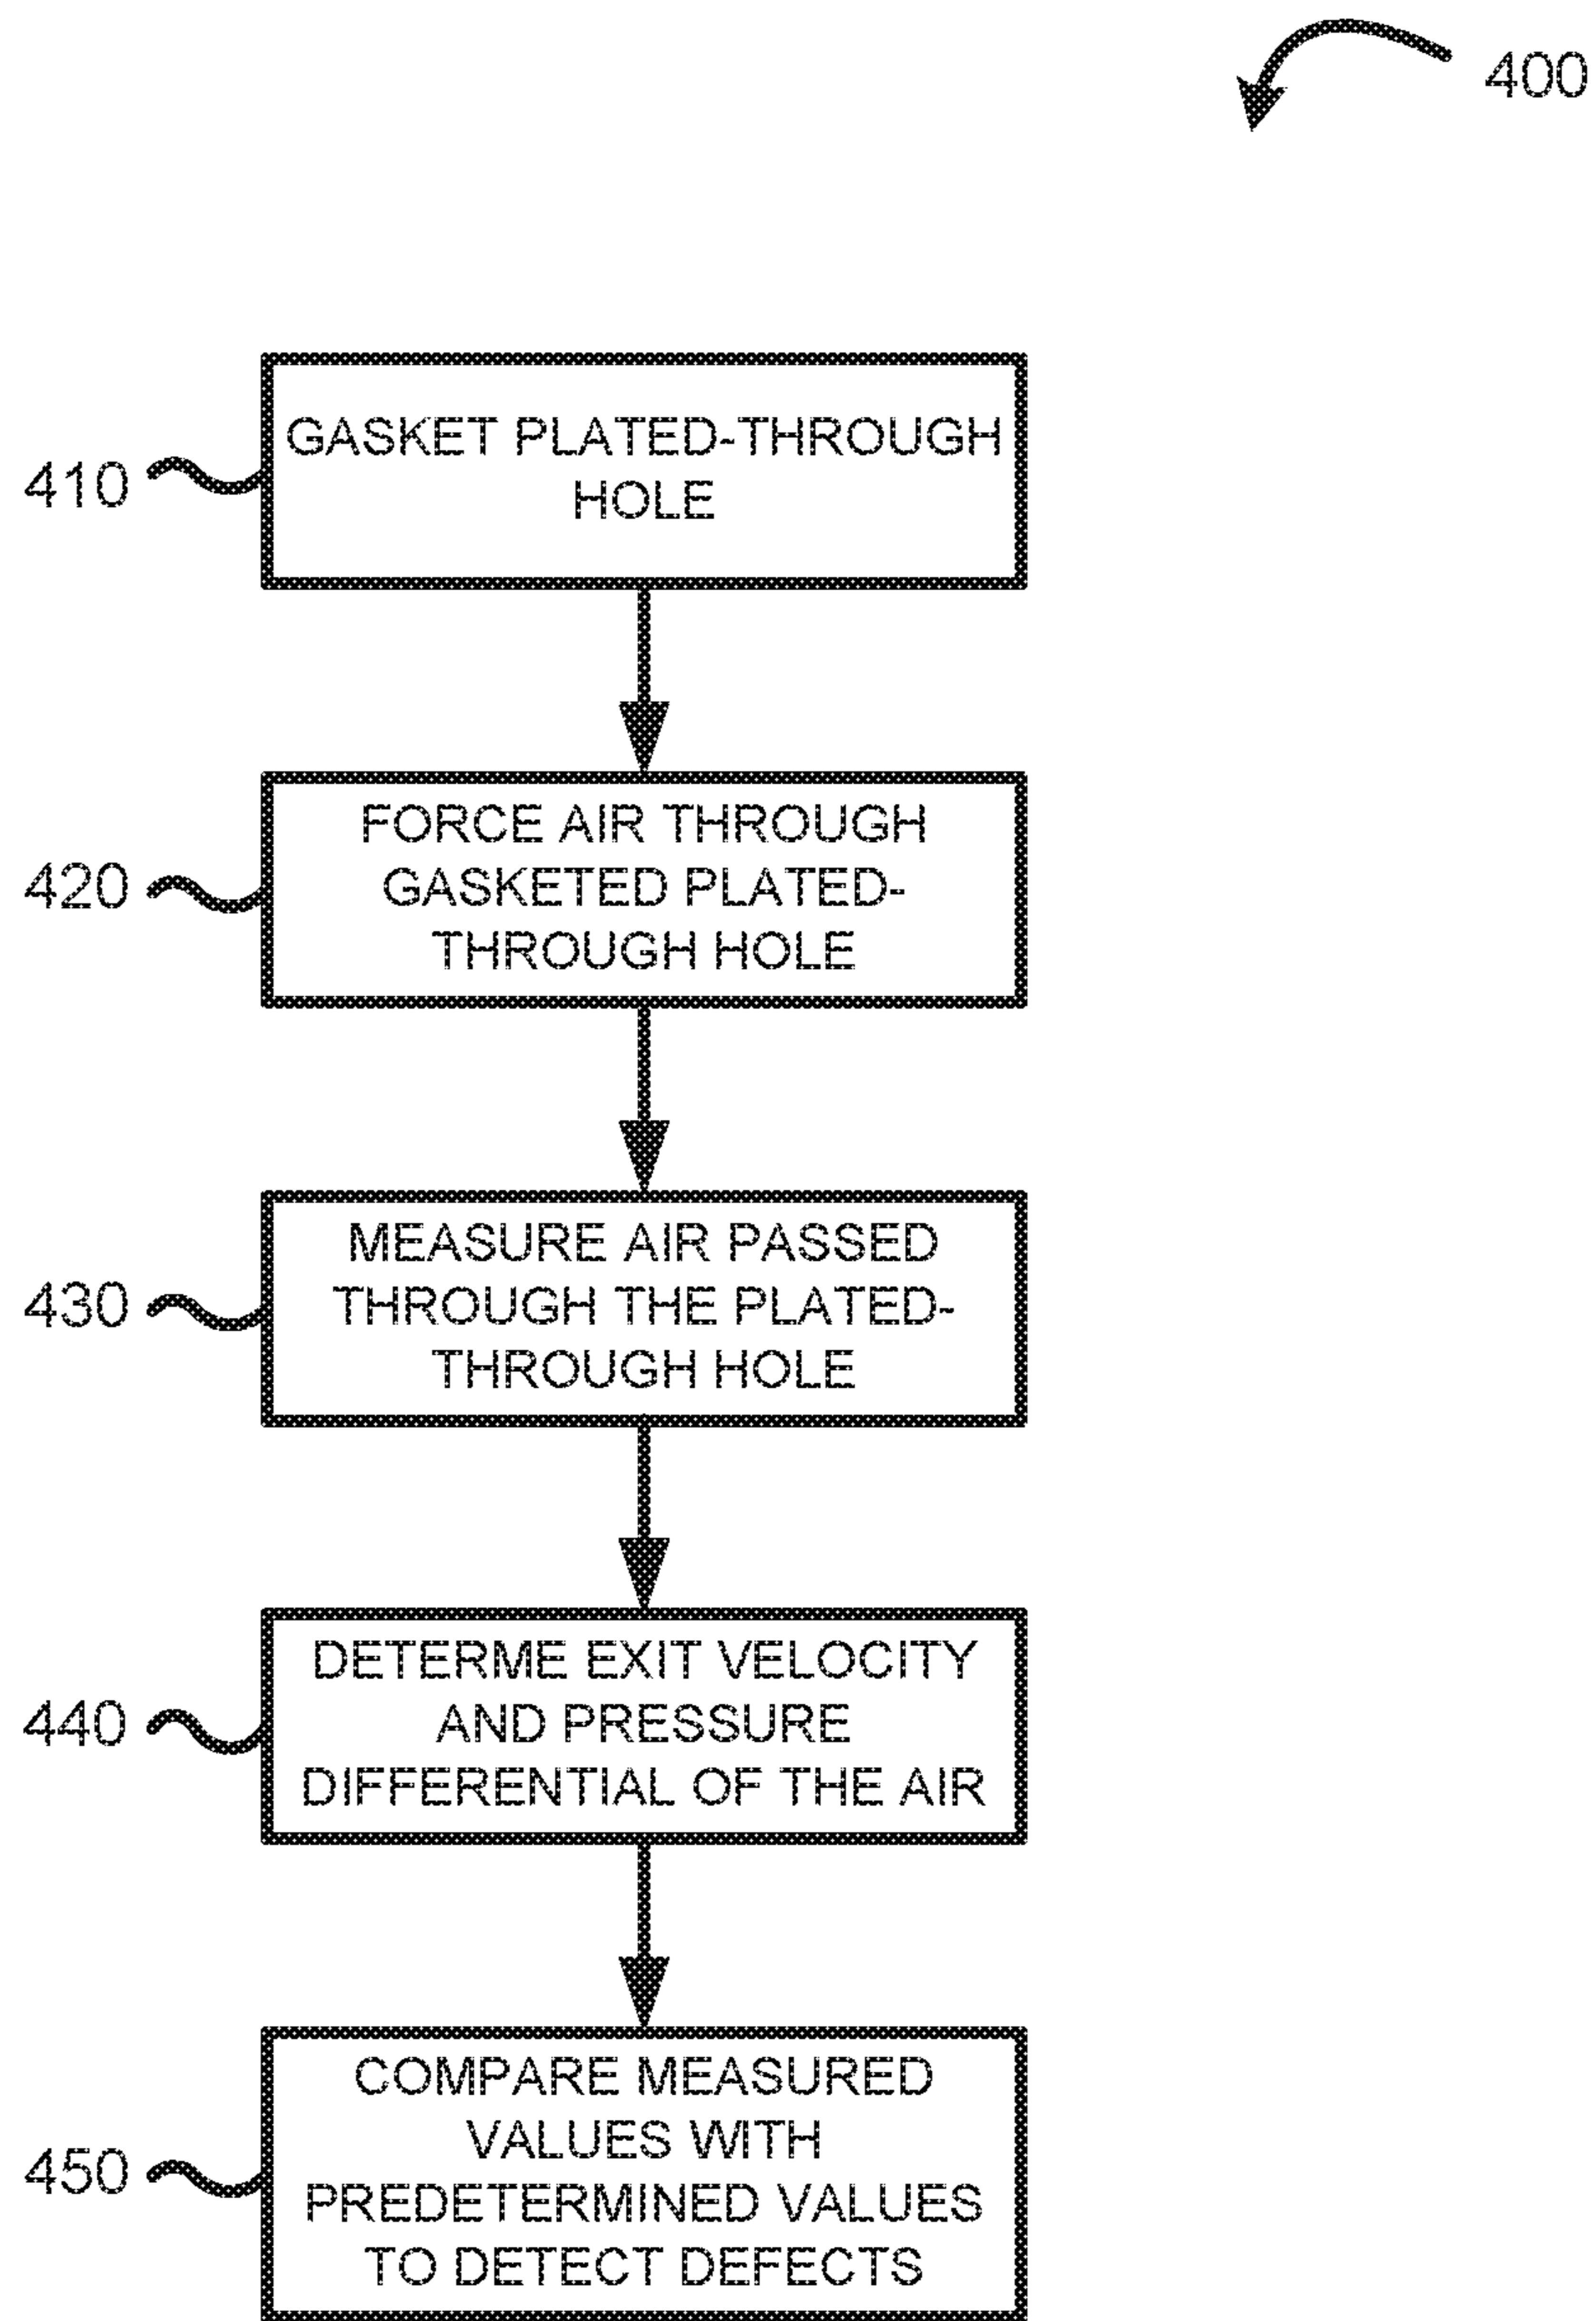 400
410
GASKET PLATED-THROUGH
HOLE
420
FORCE AIR THROUGH
GASKETED PLATED-
THROUGH HOLE
430
MEASURE AIR PASSED
THROUGH THE PLATED-
THROUGH HOLE
440
DETERME EXIT VELOCITY
AND PRESSURE
DIFFERENTIAL OF THE AIR
450
COMPARE MEASURED
VALUES WITH
PREDETERMINED VALUES
TO DETECT DEFECTS